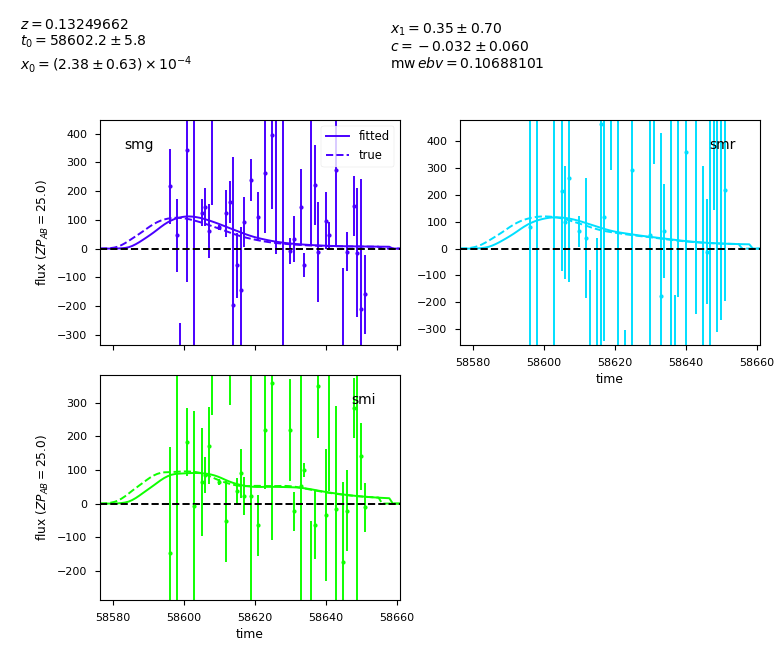 z = 0.13249662
t₀ = 58602.2 ± 5.8
x₀ = (2.38 ± 0.63) × 10⁻⁴
x₁ = 0.35 ± 0.70
c = −0.032 ± 0.060
mw ebv = 0.10688101
smg
fitted
true
400
300
200
100
0
−100
−200
−300
flux (ZP_AB = 25.0)
smr
400
300
200
100
0
−100
−200
−300
58580 58600 58620 58640 58660
time
smi
300
200
100
0
−100
−200
flux (ZP_AB = 25.0)
58580 58600 58620 58640 58660
time